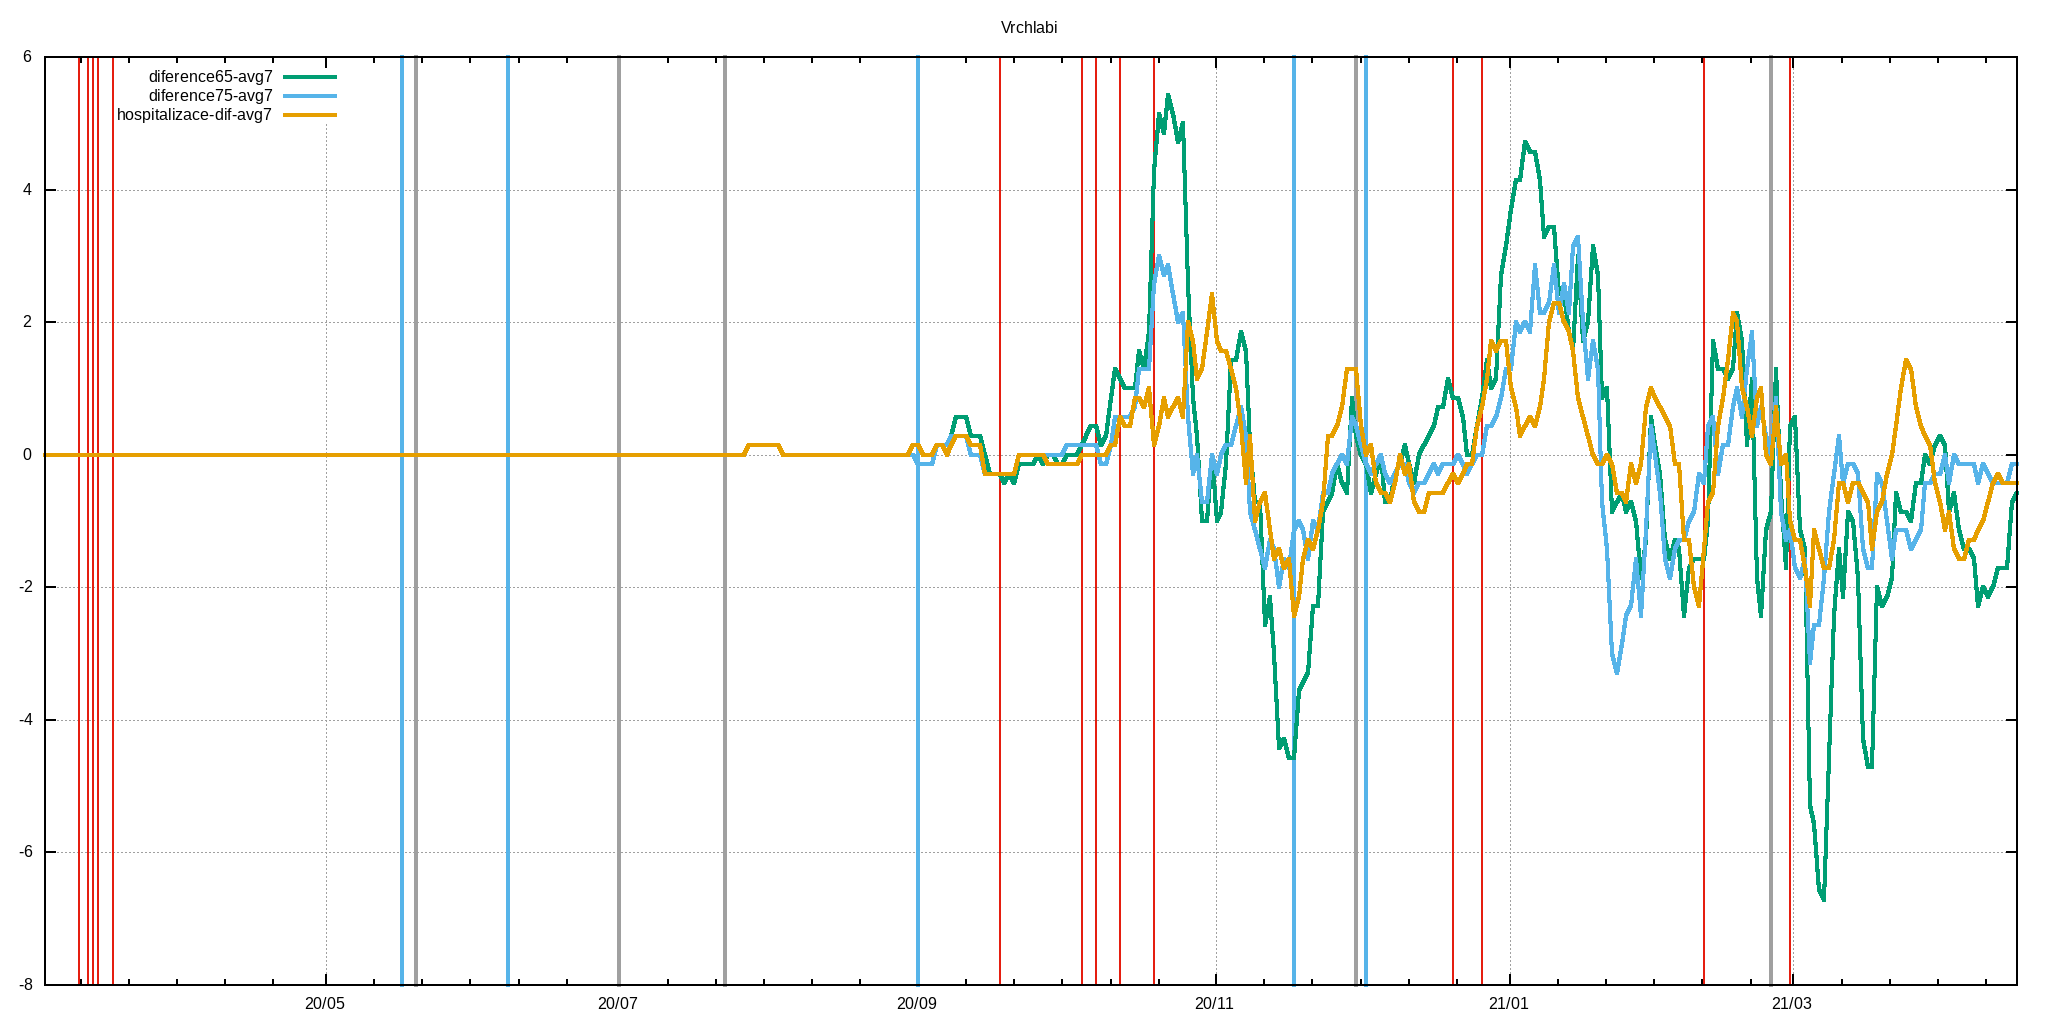 Vrchlabi
6
diference65-avg7
diference75-avg7
hospitalizace-dif-avg7
4
2
0
-2
-4
-6
-8
20/05 20/07 20/09 20/11 21/01 21/03